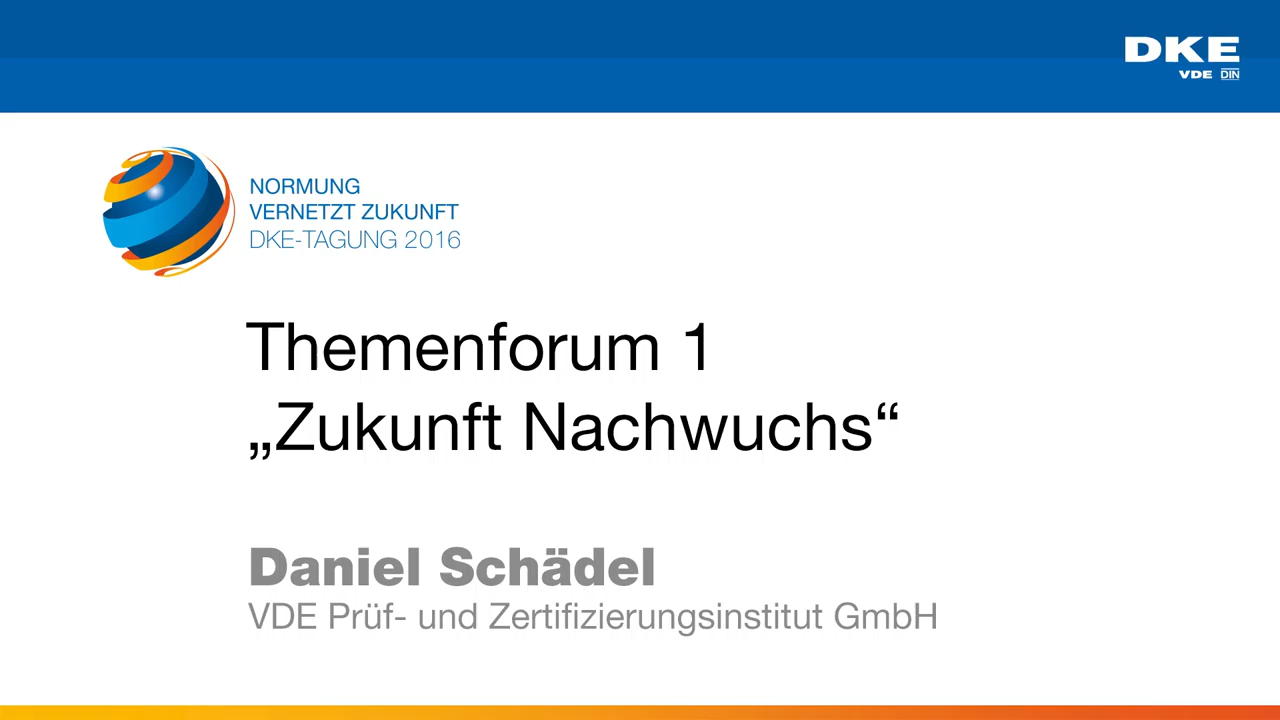 DKE
VDE DIN
NORMUNG
VERNETZT ZUKUNFT
DKE-TAGUNG 2016
Themenforum 1
„Zukunft Nachwuchs“
Daniel Schädel
VDE Prüf- und Zertifizierungsinstitut GmbH